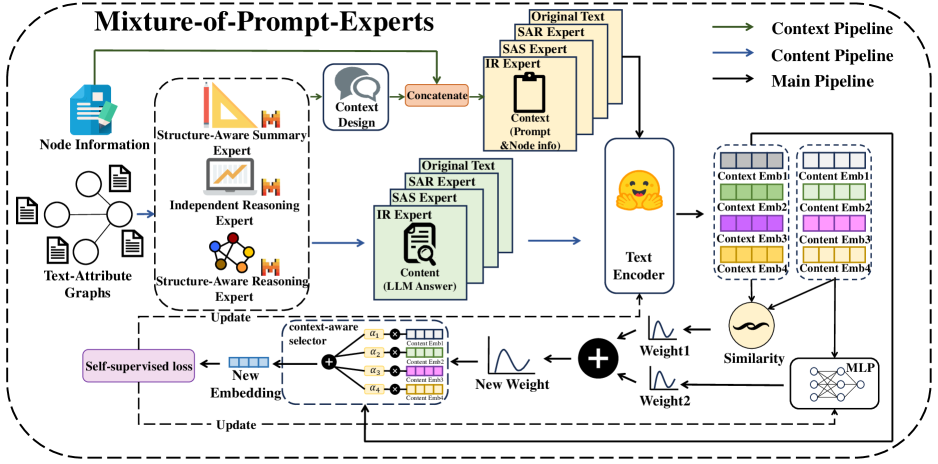 Mixture-of-Prompt-Experts
Context Pipeline
Content Pipeline
Main Pipeline
Node Information
Text-Attribute
Graphs
Structure-Aware Summary
Expert
Independent Reasoning
Expert
Structure-Aware Reasoning
Expert
Context
Design
Concatenate
Original Text
SAR Expert
SAS Expert
IR Expert
Context
(Prompt
&Node info)
Original Text
SAR Expert
SAS Expert
IR Expert
Content
(LLM Answer)
Text
Encoder
Context Emb1
Context Emb2
Context Emb3
Context Emb4
Content Emb1
Content Emb2
Content Emb3
Content Emb4
Similarity
MLP
Weight1
Weight2
New Weight
context-aware
selector
α1
α2
α3
α4
Content Emb1
Content Emb2
Content Emb3
Content Emb4
New
Embedding
Self-supervised loss
Update
Update